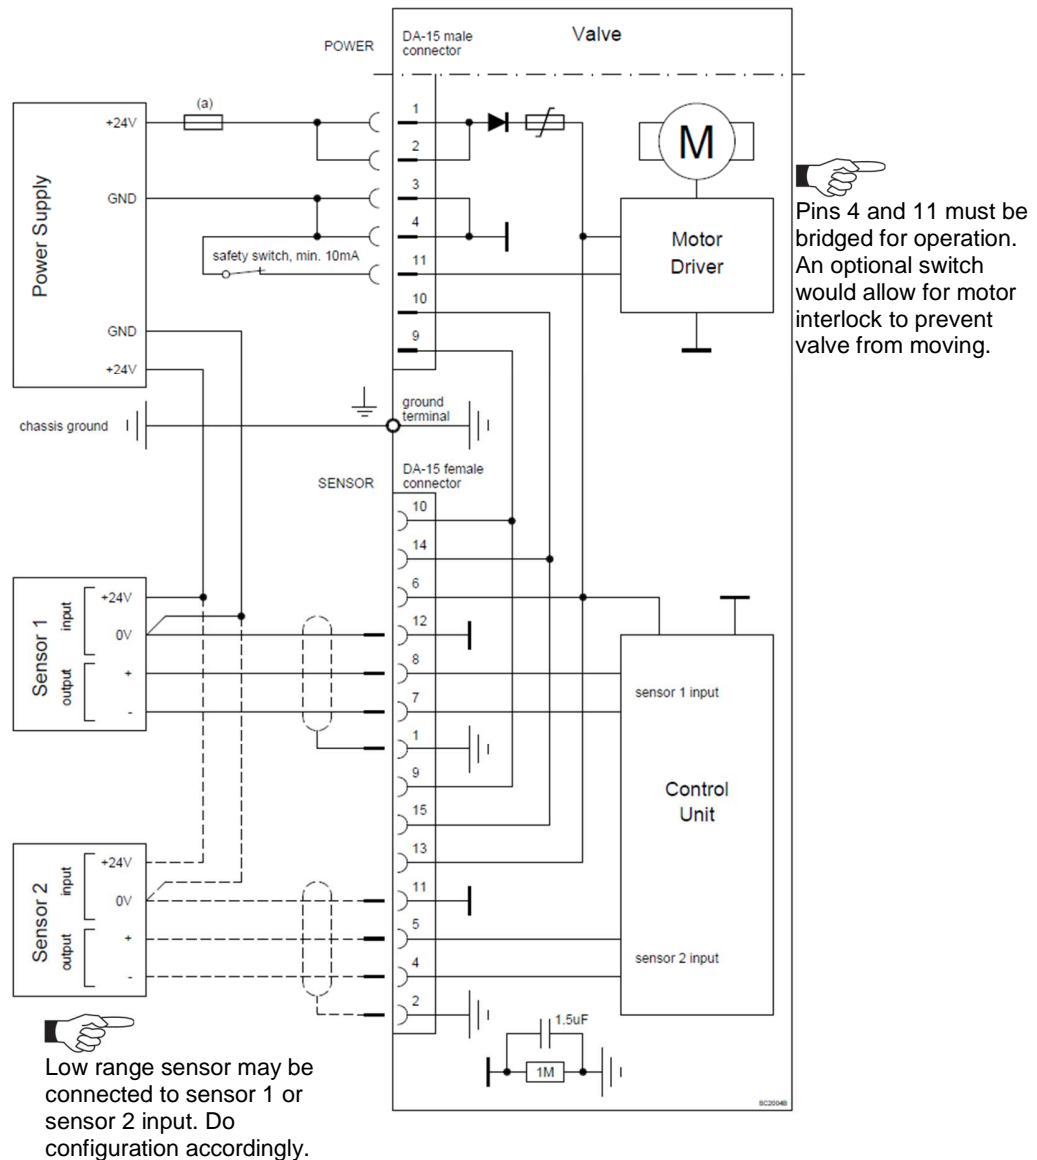 POWER
DA-15 male
connector
Valve
Power Supply
+24V
(a)
GND
safety switch, min. 10mA
GND
+24V
1
2
3
4
11
10
9
M
Motor
Driver
Pins 4 and 11 must be
bridged for operation.
An optional switch
would allow for motor
interlock to prevent
valve from moving.
chassis ground
ground
terminal
SENSOR
DA-15 female
connector
10
14
6
12
8
7
1
9
15
13
11
5
4
2
Sensor 1
input
+24V
0V
output
+
-
Sensor 2
input
+24V
0V
output
+
-
sensor 1 input
Control
Unit
sensor 2 input
1.5uF
1M
SC2004B
Low range sensor may be
connected to sensor 1 or
sensor 2 input. Do
configuration accordingly.